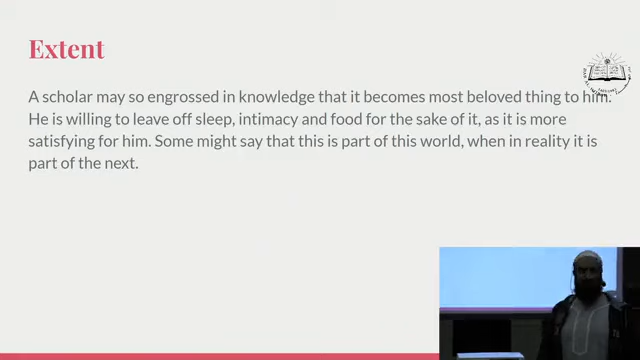 Extent
A scholar may so engrossed in knowledge that it becomes most beloved thing to him.
He is willing to leave off sleep, intimacy and food for the sake of it, as it is more
satisfying for him. Some might say that this is part of this world, when in reality it is
part of the next.